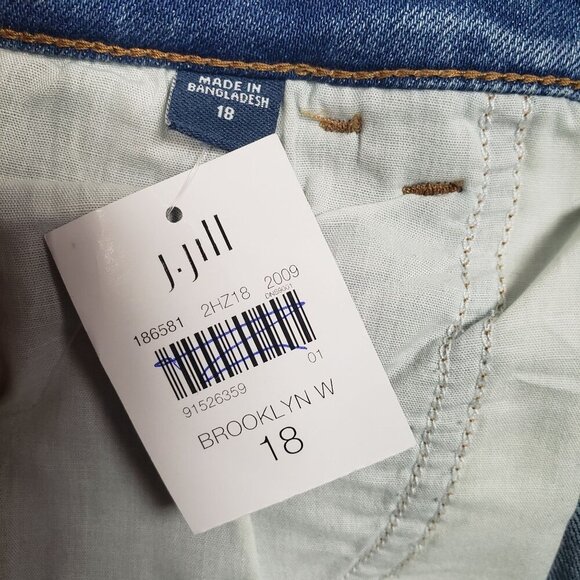 MADE IN
BANGLADESH
18
J.Jill
186581 2HZ18 2009
91526359 01
BROOKLYN W
18